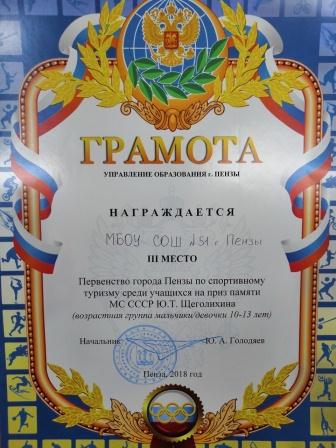 ГРАМОТА
УПРАВЛЕНИЕ ОБРАЗОВАНИЯ г. ПЕНЗЫ
НАГРАЖДАЕТСЯ
МБОУ СОШ №51 г. Пензы
III МЕСТО
Первенство города Пензы по спортивному
туризму среди учащихся на приз памяти
МС СССР Ю.Т. Щеголихина
(возрастная группа мальчики/девочки 10-13 лет)
Начальник Ю. А. Голодяев
Пенза, 2018 год